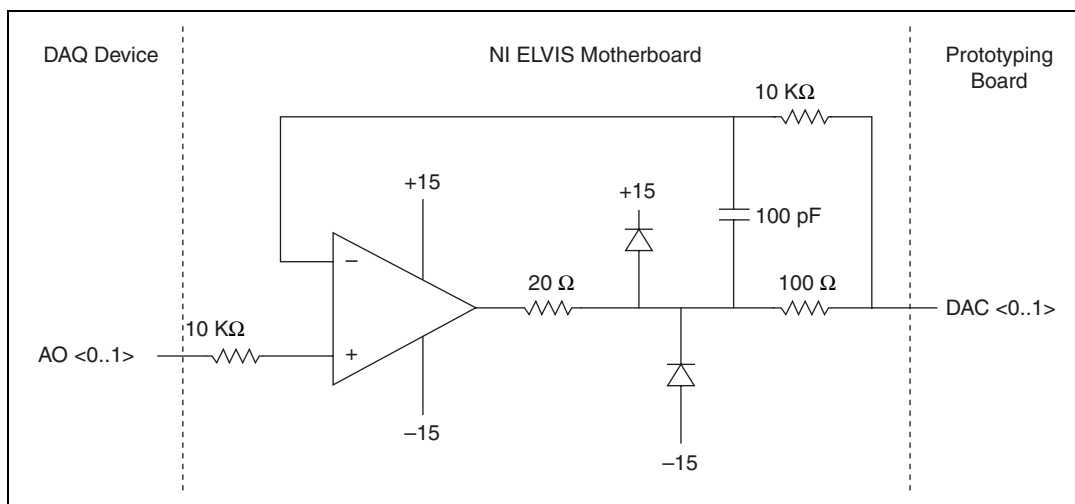 DAQ Device
NI ELVIS Motherboard
Prototyping
Board
10 KΩ
+15
+15
100 pF
−
20 Ω
100 Ω
DAC <0..1>
10 KΩ
AO <0..1>
+
−15
−15